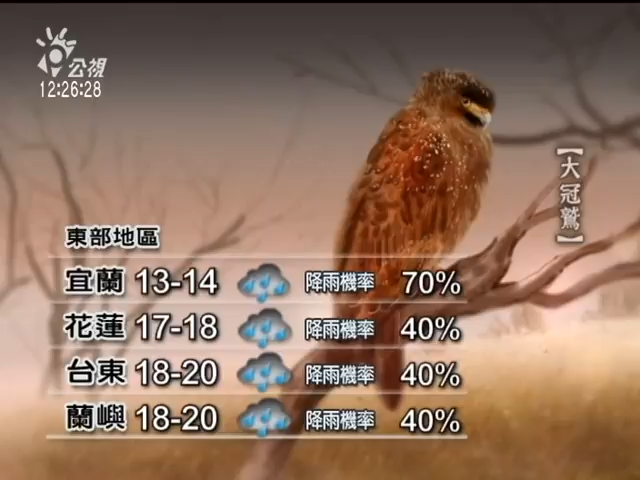 公視
12:26:28
【大冠鷲】
東部地區
宜蘭 13-14 降雨機率 70%
花蓮 17-18 降雨機率 40%
台東 18-20 降雨機率 40%
蘭嶼 18-20 降雨機率 40%